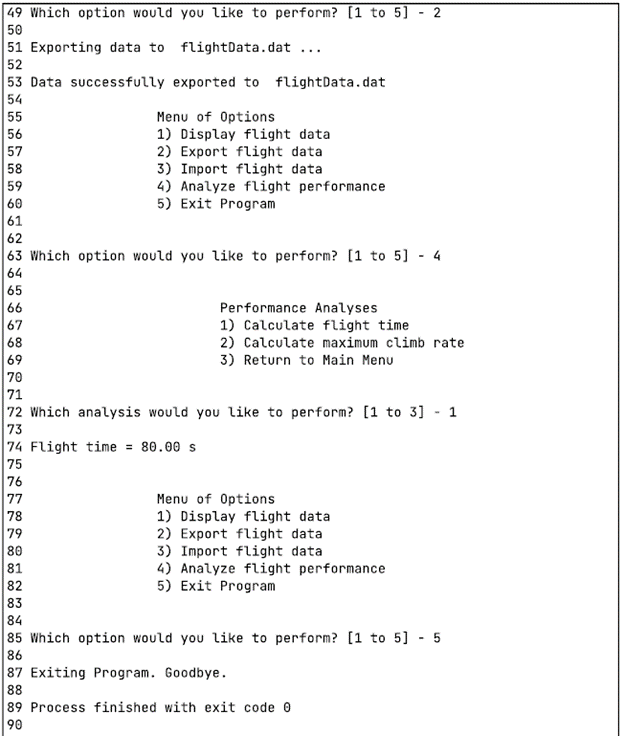 49 Which option would you like to perform? [1 to 5] - 2
50
51 Exporting data to  flightData.dat ...
52
53 Data successfully exported to  flightData.dat
54
55                 Menu of Options
56                 1) Display flight data
57                 2) Export flight data
58                 3) Import flight data
59                 4) Analyze flight performance
60                 5) Exit Program
61
62
63 Which option would you like to perform? [1 to 5] - 4
64
65
66                         Performance Analyses
67                         1) Calculate flight time
68                         2) Calculate maximum climb rate
69                         3) Return to Main Menu
70
71
72 Which analysis would you like to perform? [1 to 3] - 1
73
74 Flight time = 80.00 s
75
76
77                 Menu of Options
78                 1) Display flight data
79                 2) Export flight data
80                 3) Import flight data
81                 4) Analyze flight performance
82                 5) Exit Program
83
84
85 Which option would you like to perform? [1 to 5] - 5
86
87 Exiting Program. Goodbye.
88
89 Process finished with exit code 0
90